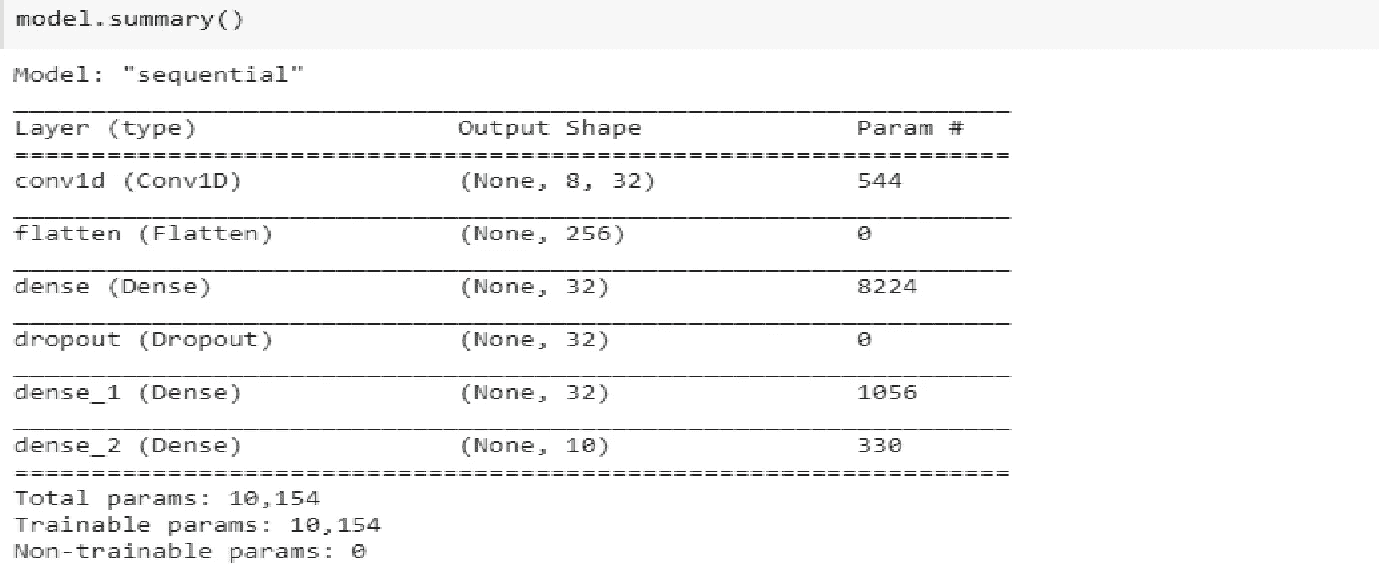 model.summary()
Model: "sequential"
Layer (type) Output Shape Param #
conv1d (Conv1D) (None, 8, 32) 544
flatten (Flatten) (None, 256) 0
dense (Dense) (None, 32) 8224
dropout (Dropout) (None, 32) 0
dense_1 (Dense) (None, 32) 1056
dense_2 (Dense) (None, 10) 330
Total params: 10,154
Trainable params: 10,154
Non-trainable params: 0